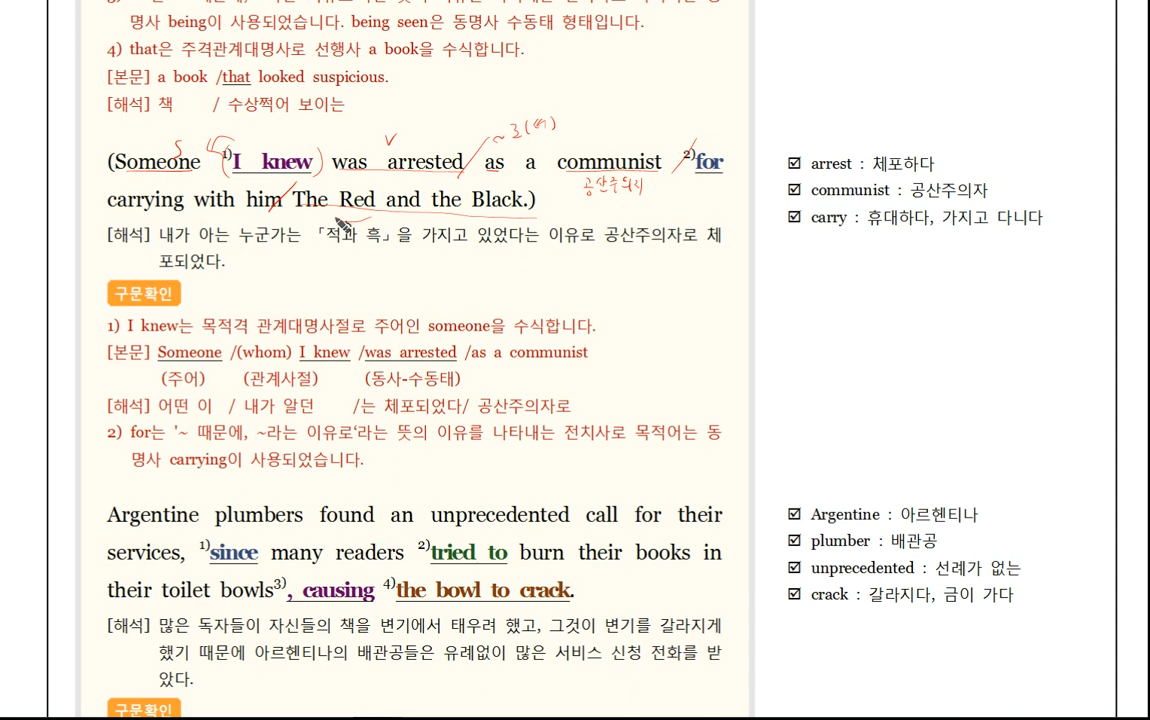 명사 being이 사용되었습니다. being seen은 동명사 수동태 형태입니다.
4) that은 주격관계대명사로 선행사 a book을 수식합니다.
[본문] a book /that looked suspicious.
[해석] 책 / 수상쩍어 보이는
S V ~로(써)
(Someone 1)I knew was arrested as a communist 2)for
공산주의자
carrying with him The Red and the Black.)
[해석] 내가 아는 누군가는 「적과 흑」을 가지고 있었다는 이유로 공산주의자로 체
포되었다.
구문확인
1) I knew는 목적격 관계대명사절로 주어인 someone을 수식합니다.
[본문] Someone /(whom) I knew /was arrested /as a communist
(주어) (관계사절) (동사-수동태)
[해석] 어떤 이 / 내가 알던 /는 체포되었다/ 공산주의자로
2) for는 '~ 때문에, ~라는 이유로'라는 뜻의 이유를 나타내는 전치사로 목적어는 동
명사 carrying이 사용되었습니다.
Argentine plumbers found an unprecedented call for their
services, 1)since many readers 2)tried to burn their books in
their toilet bowls3), causing 4)the bowl to crack.
[해석] 많은 독자들이 자신들의 책을 변기에서 태우려 했고, 그것이 변기를 갈라지게
했기 때문에 아르헨티나의 배관공들은 유례없이 많은 서비스 신청 전화를 받
았다.
구문확인
☑ arrest : 체포하다
☑ communist : 공산주의자
☑ carry : 휴대하다, 가지고 다니다
☑ Argentine : 아르헨티나
☑ plumber : 배관공
☑ unprecedented : 선례가 없는
☑ crack : 갈라지다, 금이 가다